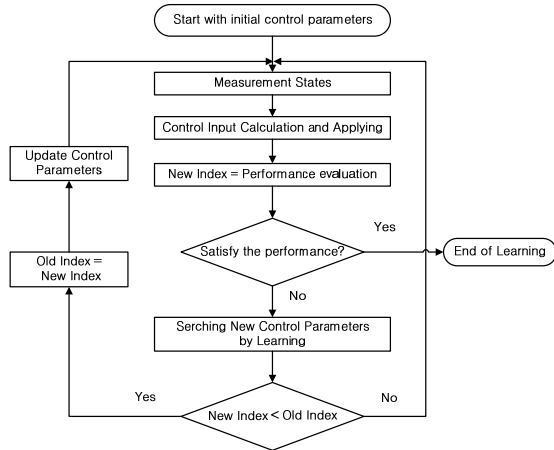 Start with initial control parameters
Measurement States
Control Input Calculation and Applying
Update Control
Parameters
New Index = Performance evaluation
Yes
Satisfy the performance?
End of Learning
Old Index =
New Index
No
Serching New Control Parameters
by Learning
Yes
No
New Index < Old Index